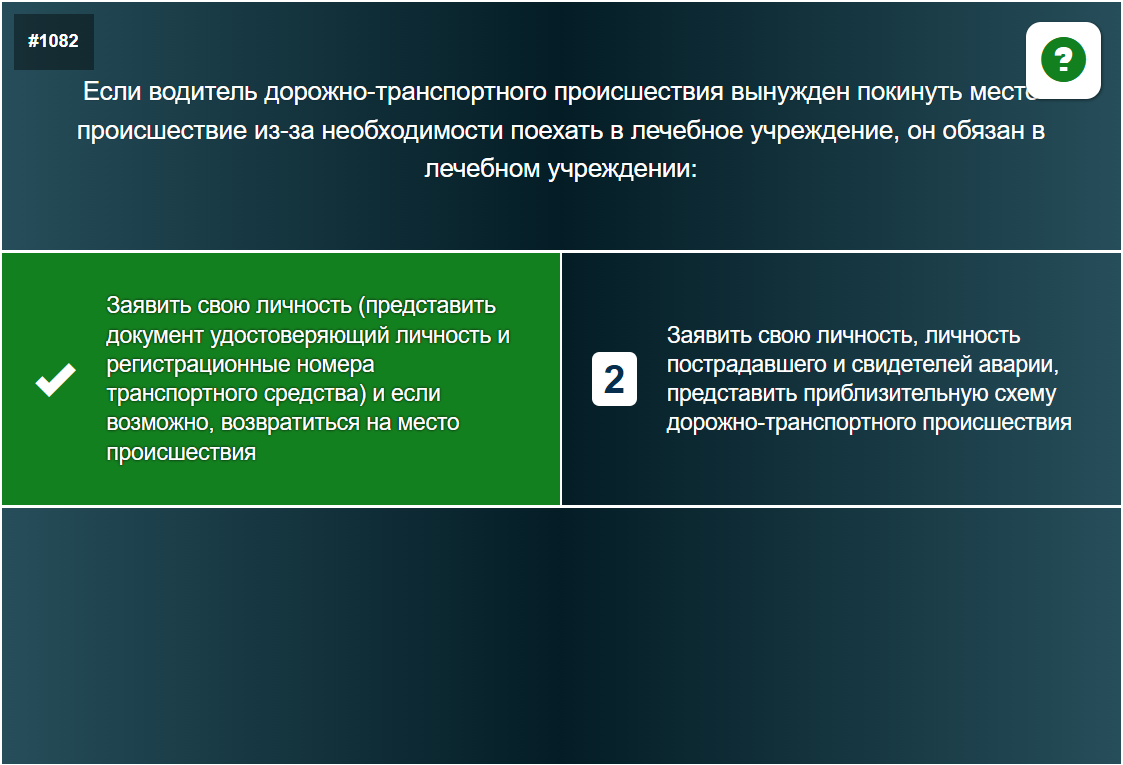 #1082
?
Если водитель дорожно-транспортного происшествия вынужден покинуть место
происшествие из-за необходимости поехать в лечебное учреждение, он обязан в
лечебном учреждении:
Заявить свою личность (представить
документ удостоверяющий личность и
регистрационные номера
транспортного средства) и если
возможно, возвратиться на место
происшествия
2
Заявить свою личность, личность
пострадавшего и свидетелей аварии,
представить приблизительную схему
дорожно-транспортного происшествия